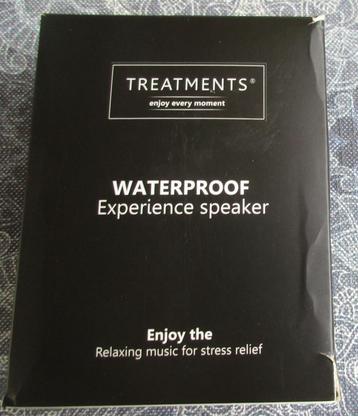 TREATMENTS®
enjoy every moment
WATERPROOF
Experience speaker
Enjoy the
Relaxing music for stress relief